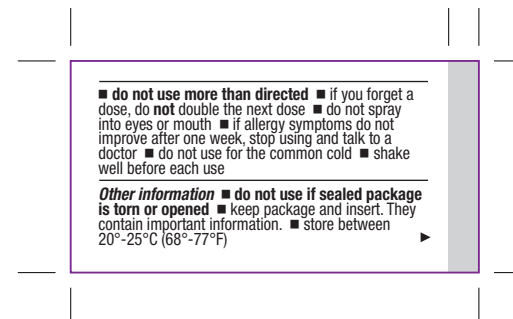 ■ do not use more than directed ■ if you forget a
dose, do not double the next dose ■ do not spray
into eyes or mouth ■ if allergy symptoms do not
improve after one week, stop using and talk to a
doctor ■ do not use for the common cold ■ shake
well before each use
Other information ■ do not use if sealed package
is torn or opened ■ keep package and insert. They
contain important information. ■ store between
20°-25°C (68°-77°F) ►